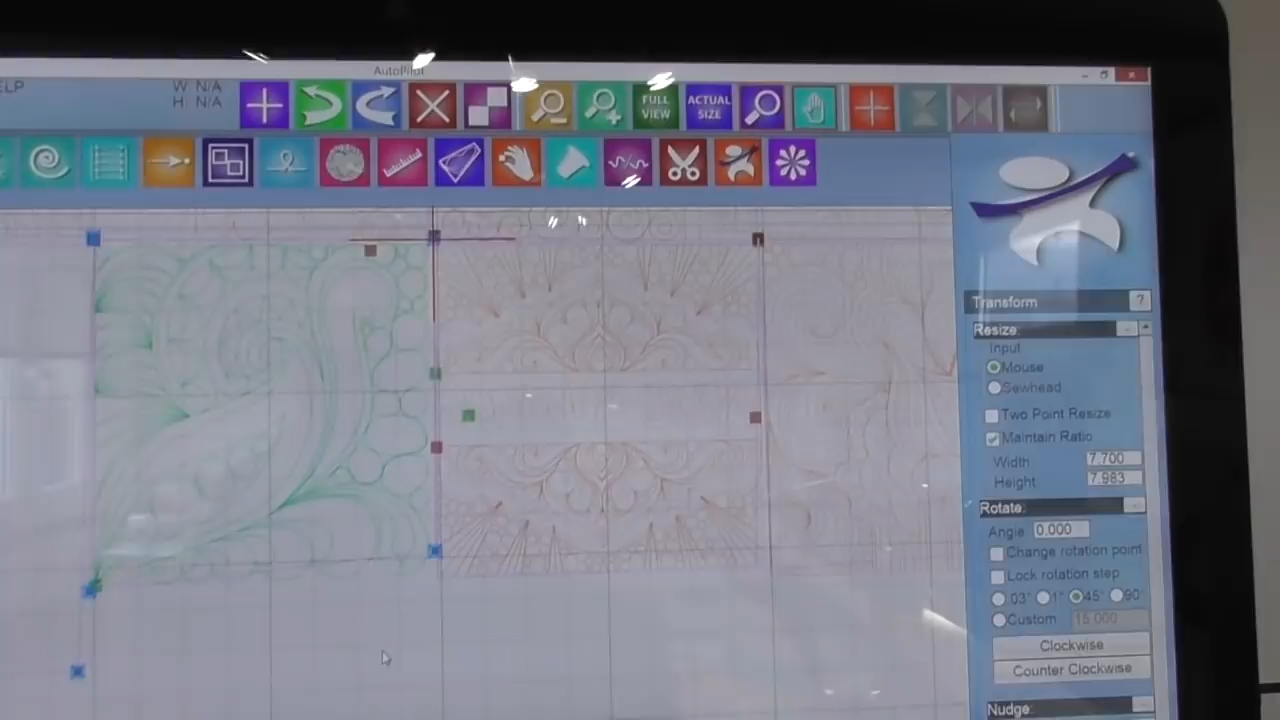 AutoPilot
ELP
W N/A
H N/A
FULL
VIEW
ACTUAL
SIZE
Transform
?
Resize:
Input
Mouse
Sewhead
Two Point Resize
Maintain Ratio
Width 7.700
Height 7.983
Rotate:
Angle 0.000
Change rotation point
Lock rotation step
03° 1° 45° 90°
Custom 15.000
Clockwise
Counter Clockwise
Nudge: